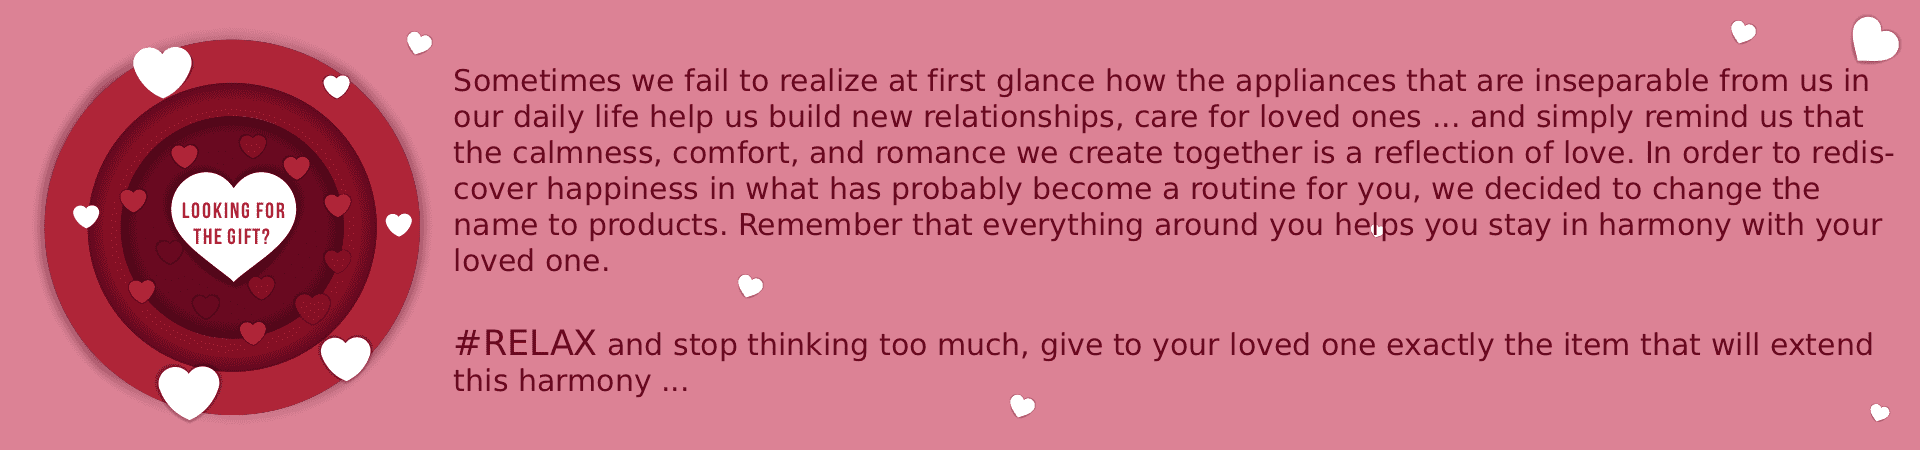 LOOKING FOR
THE GIFT?
Sometimes we fail to realize at first glance how the appliances that are inseparable from us in
our daily life help us build new relationships, care for loved ones ... and simply remind us that
the calmness, comfort, and romance we create together is a reflection of love. In order to redis-
cover happiness in what has probably become a routine for you, we decided to change the
name to products. Remember that everything around you helps you stay in harmony with your
loved one.
#RELAX and stop thinking too much, give to your loved one exactly the item that will extend
this harmony ...